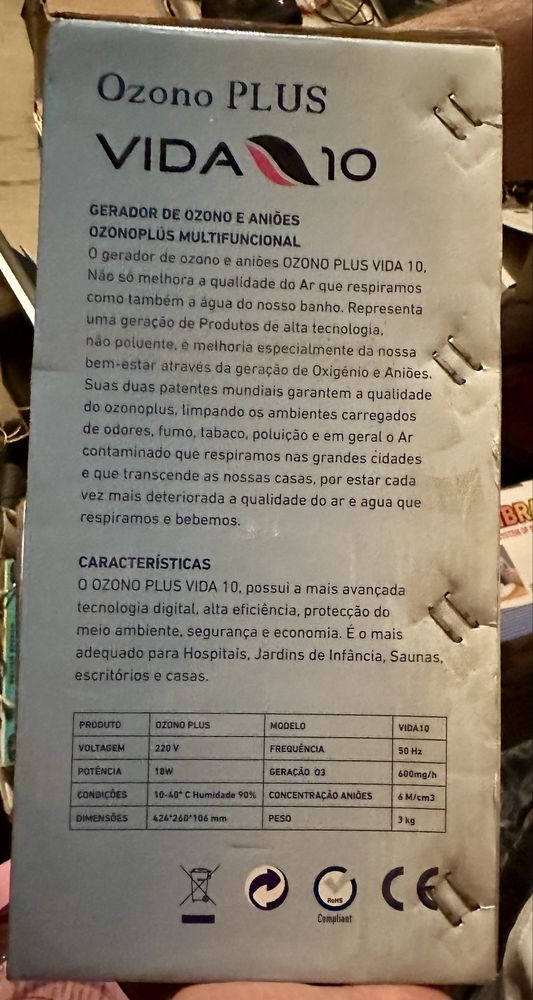 Ozono PLUS
VIDA 10
GERADOR DE OZONO E ANIÕES
OZONOPLUS MULTIFUNCIONAL
O gerador de ozono e aniões OZONO PLUS VIDA 10,
Não só melhora a qualidade do Ar que respiramos
como também a água do nosso banho. Representa
uma geração de Produtos de alta tecnologia,
não poluente, e melhoria especialmente da nossa
bem-estar através da geração de Oxigénio e Aniões.
Suas duas patentes mundiais garantem a qualidade
do ozonoplus, limpando os ambientes carregados
de odores, fumo, tabaco, poluição e em geral o Ar
contaminado que respiramos nas grandes cidades
e que transcende as nossas casas, por estar cada
vez mais deteriorada a qualidade do ar e agua que
respiramos e bebemos.
CARACTERÍSTICAS
O OZONO PLUS VIDA 10, possui a mais avançada
tecnologia digital, alta eficiência, protecção do
meio ambiente, segurança e economia. É o mais
adequado para Hospitais, Jardins de Infância, Saunas,
escritórios e casas.
PRODUTO OZONO PLUS MODELO VIDA10
VOLTAGEM 220 V FREQUÊNCIA 50 Hz
POTÊNCIA 18W GERAÇÃO O3 600mg/h
CONDIÇÕES 10-40° C Humidade 90% CONCENTRAÇÃO ANIÕES 6 M/cm3
DIMENSÕES 424*260*106 mm PESO 3 kg
RoHS
Compliant
CE